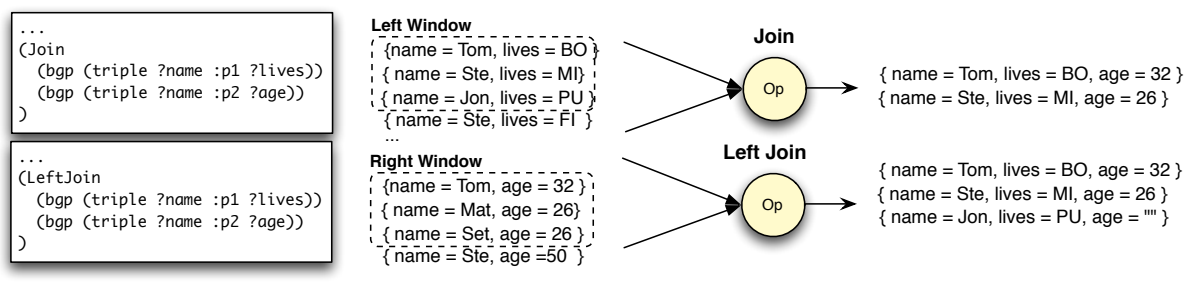 ...
(Join
(bgp (triple ?name :p1 ?lives))
(bgp (triple ?name :p2 ?age))
)
...
(LeftJoin
(bgp (triple ?name :p1 ?lives))
(bgp (triple ?name :p2 ?age))
)
Left Window
{name = Tom, lives = BO }
{ name = Ste, lives = MI}
{ name = Jon, lives = PU }
{ name = Ste, lives = FI }
...
Right Window
{name = Tom, age = 32 }
{ name = Mat, age = 26}
{ name = Set, age = 26 }
{ name = Ste, age =50 }
Join
Op
{ name = Tom, lives = BO, age = 32 }
{ name = Ste, lives = MI, age = 26 }
Left Join
Op
{ name = Tom, lives = BO, age = 32 }
{ name = Ste, lives = MI, age = 26 }
{ name = Jon, lives = PU, age = "" }